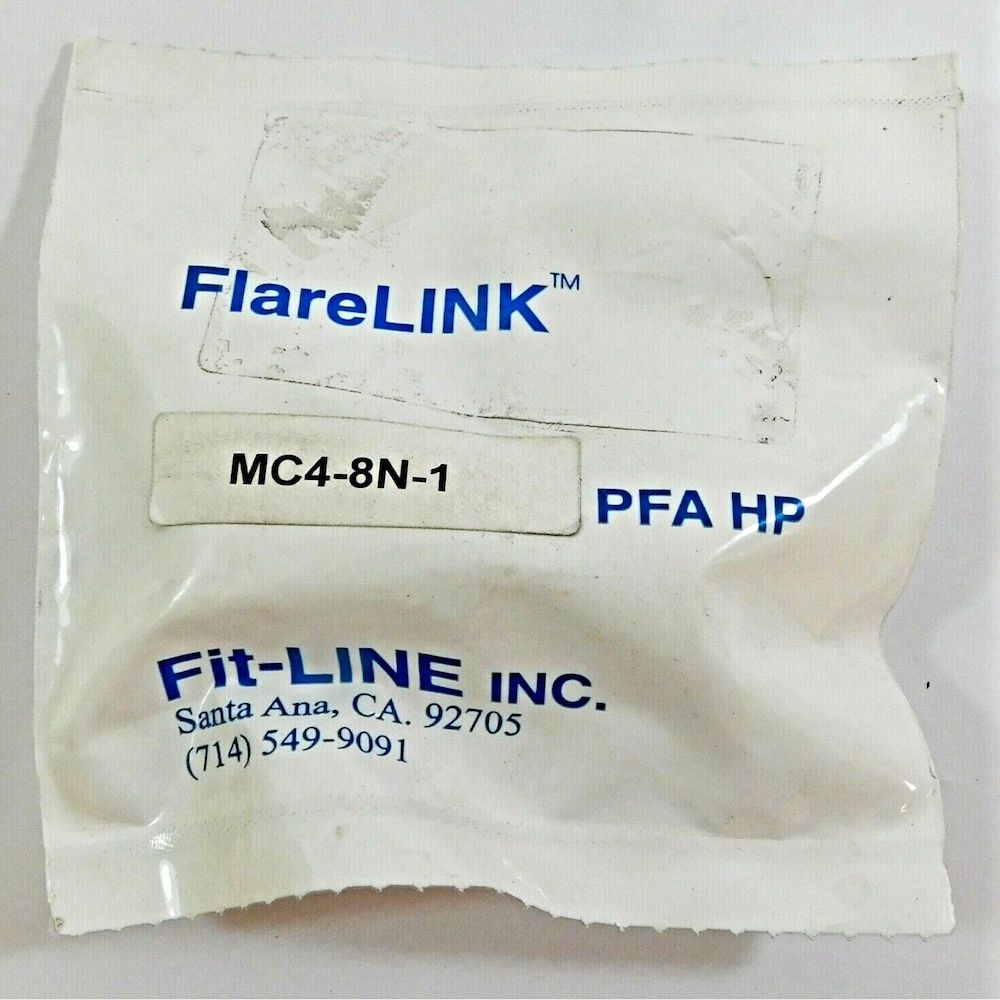 FlareLINK™
MC4-8N-1
PFA HP
Fit-LINE INC.
Santa Ana, CA. 92705
(714) 549-9091